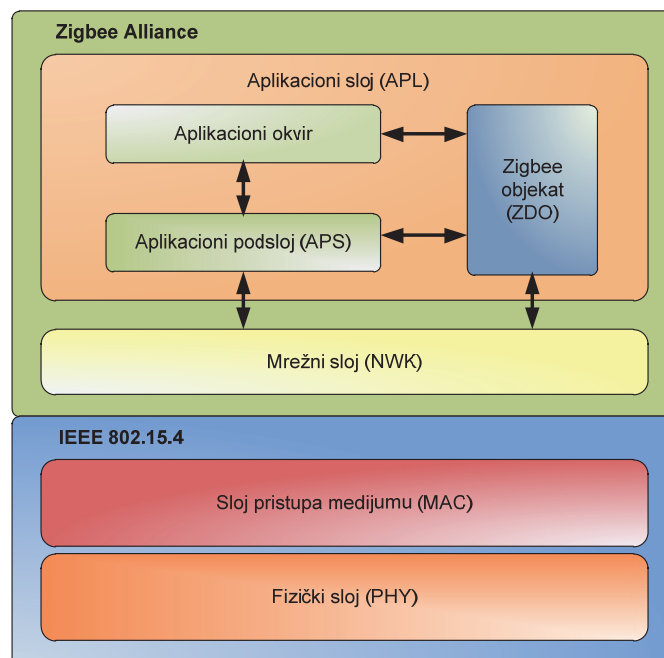 Zigbee Alliance
Aplikacioni sloj (APL)
Aplikacioni okvir
Zigbee
objekat
(ZDO)
Aplikacioni podsloj (APS)
Mrežni sloj (NWK)
IEEE 802.15.4
Sloj pristupa medijumu (MAC)
Fizički sloj (PHY)